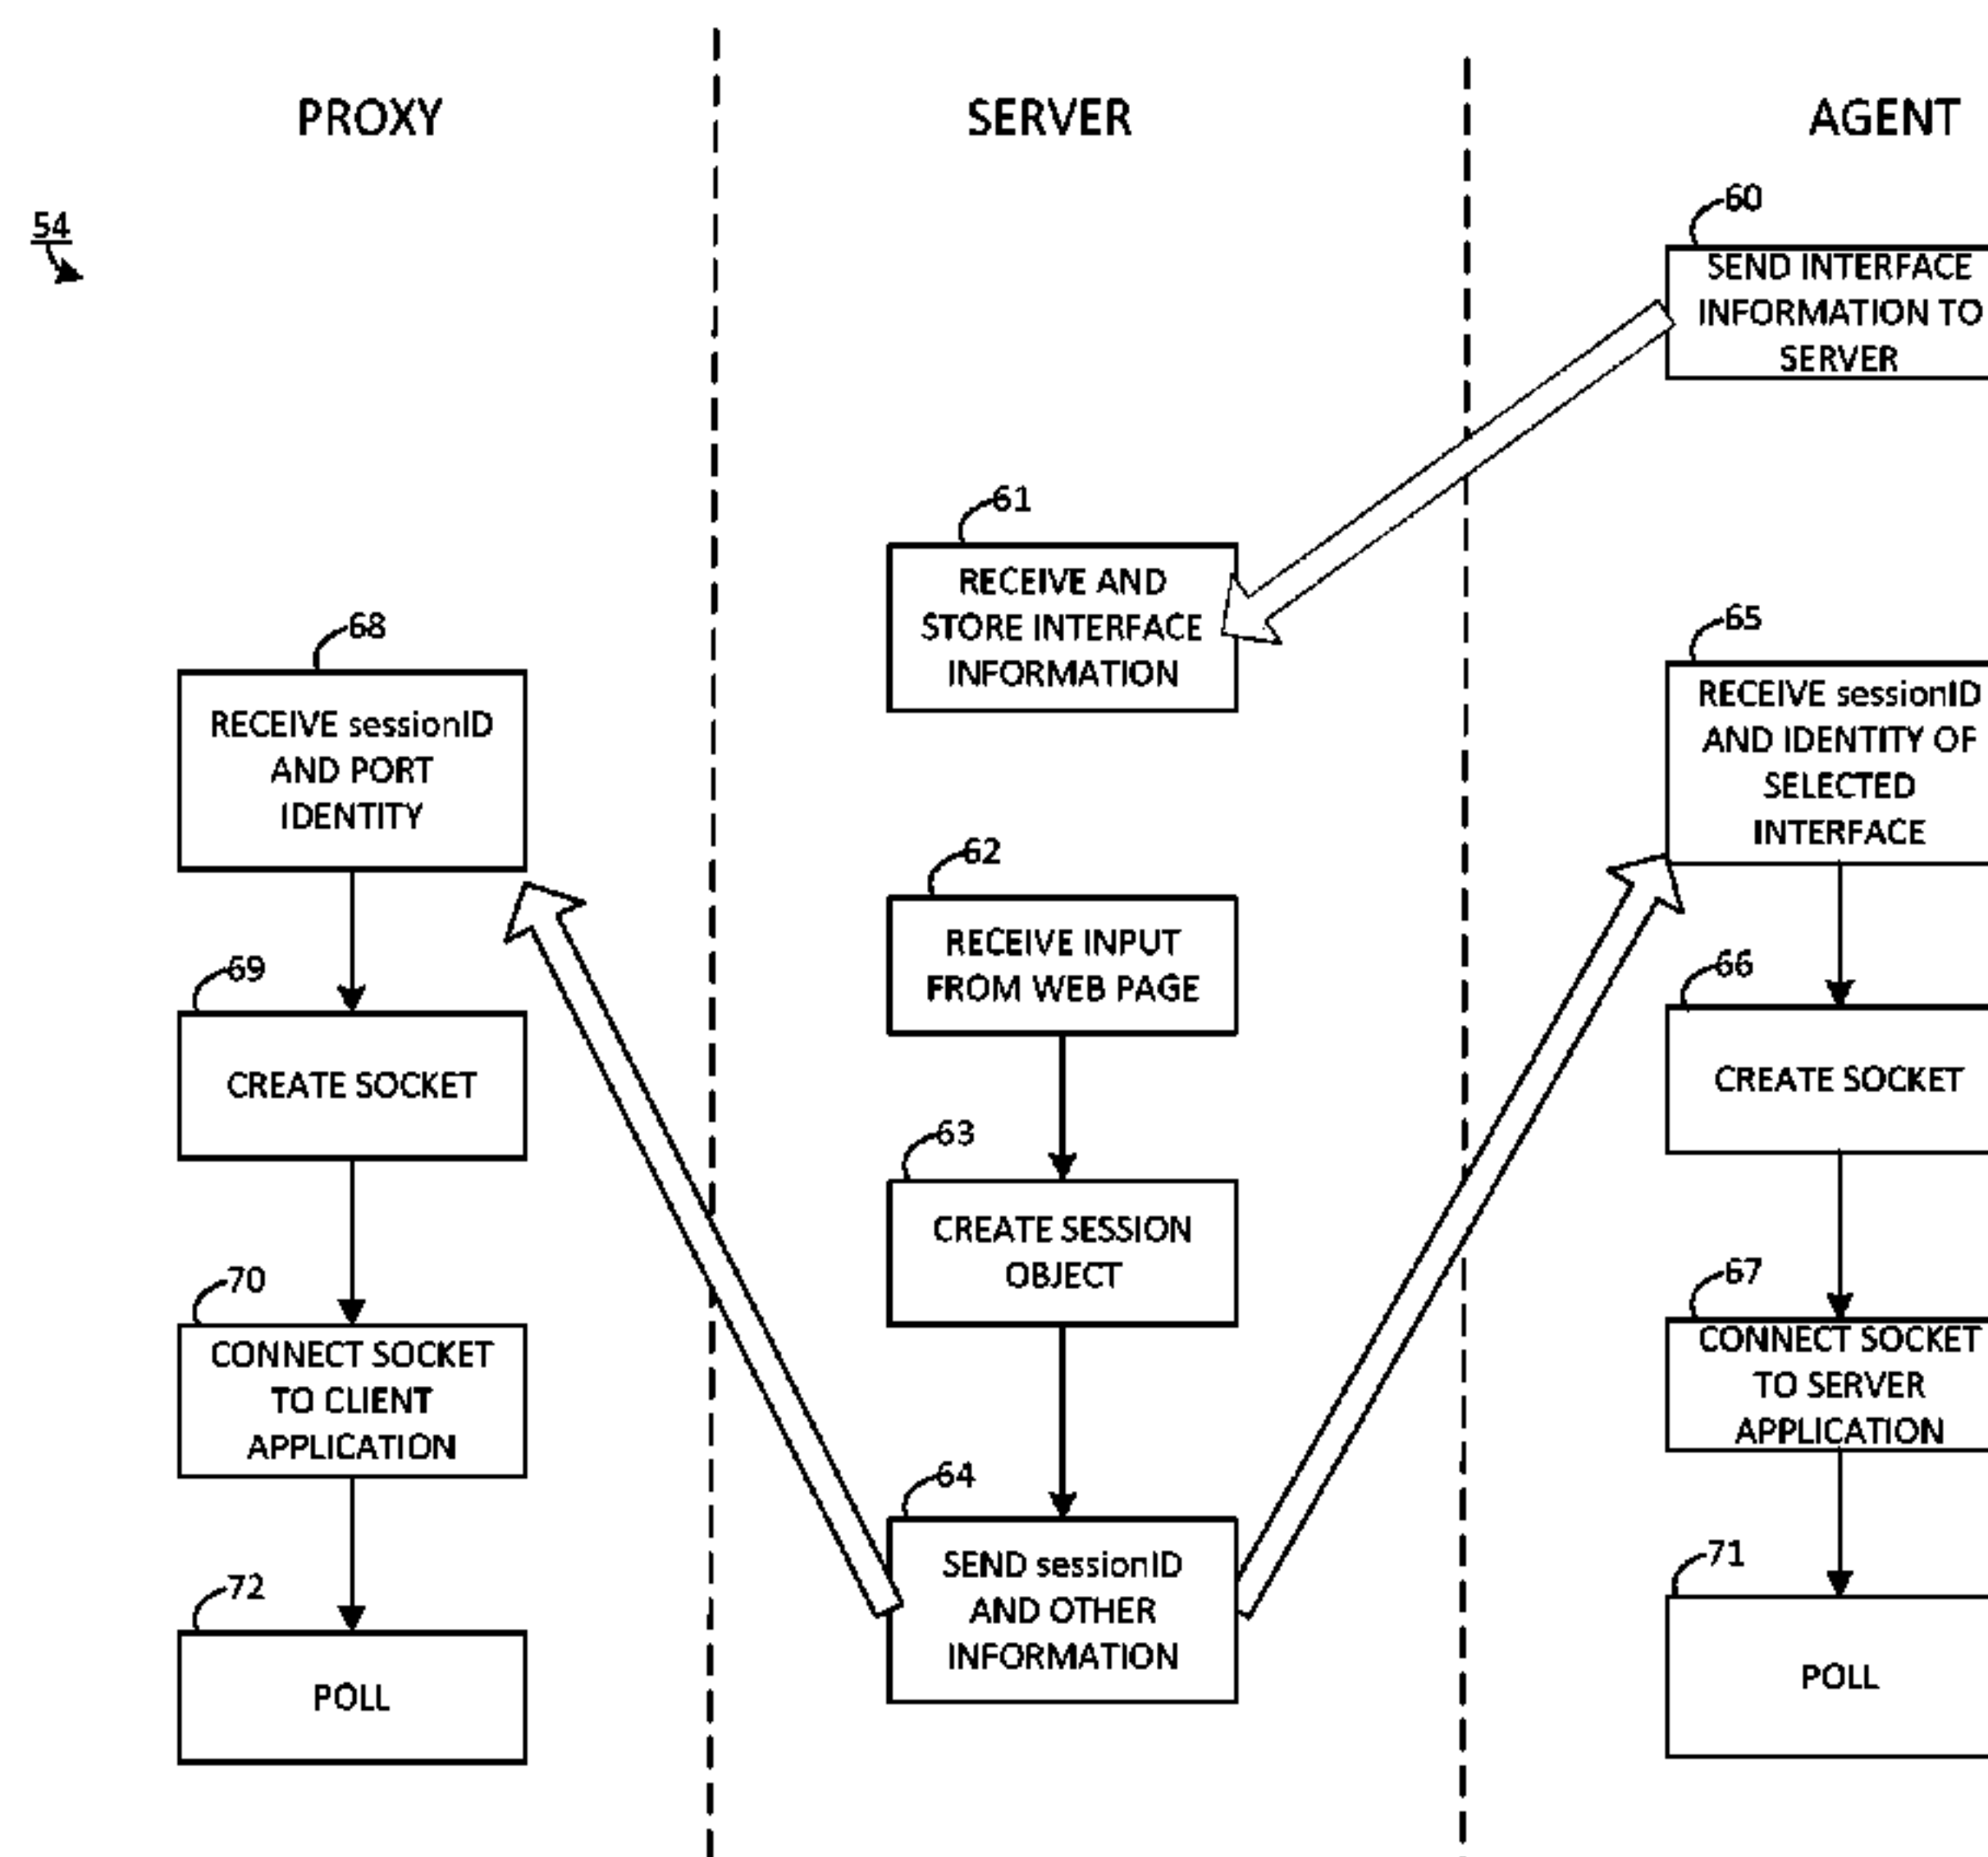 PROXY
SERVER
AGENT
54
60
SEND INTERFACE
INFORMATION TO
SERVER
61
RECEIVE AND
STORE INTERFACE
INFORMATION
68
RECEIVE sessionID
AND PORT
IDENTITY
65
RECEIVE sessionID
AND IDENTITY OF
SELECTED
INTERFACE
62
RECEIVE INPUT
FROM WEB PAGE
69
CREATE SOCKET
66
CREATE SOCKET
63
CREATE SESSION
OBJECT
70
CONNECT SOCKET
TO CLIENT
APPLICATION
67
CONNECT SOCKET
TO SERVER
APPLICATION
64
SEND sessionID
AND OTHER
INFORMATION
72
POLL
71
POLL